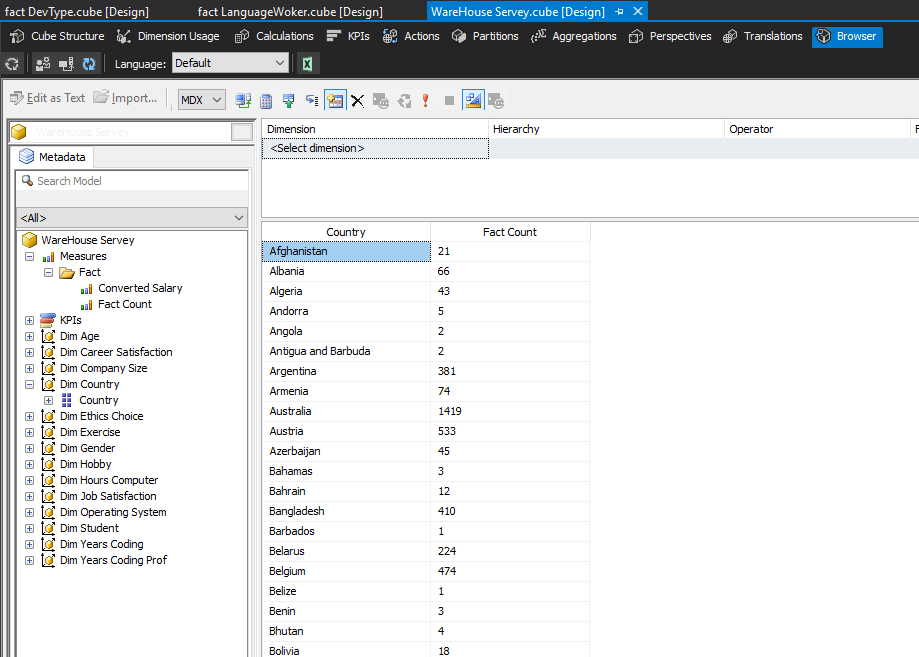 fact DevType.cube [Design] fact LanguageWoker.cube [Design] WareHouse Servey.cube [Design]
Cube Structure Dimension Usage Calculations KPIs Actions Partitions Aggregations Perspectives Translations Browser
Language: Default
Edit as Text Import... MDX
WareHouse Servey
Metadata
Search Model
<All>
WareHouse Servey
Measures
Fact
Converted Salary
Fact Count
KPIs
Dim Age
Dim Career Satisfaction
Dim Company Size
Dim Country
Country
Dim Ethics Choice
Dim Exercise
Dim Gender
Dim Hobby
Dim Hours Computer
Dim Job Satisfaction
Dim Operating System
Dim Student
Dim Years Coding
Dim Years Coding Prof
Dimension Hierarchy Operator F
<Select dimension>
Country Fact Count
Afghanistan 21
Albania 66
Algeria 43
Andorra 5
Angola 2
Antigua and Barbuda 2
Argentina 381
Armenia 74
Australia 1419
Austria 533
Azerbaijan 45
Bahamas 3
Bahrain 12
Bangladesh 410
Barbados 1
Belarus 224
Belgium 474
Belize 1
Benin 3
Bhutan 4
Bolivia 18